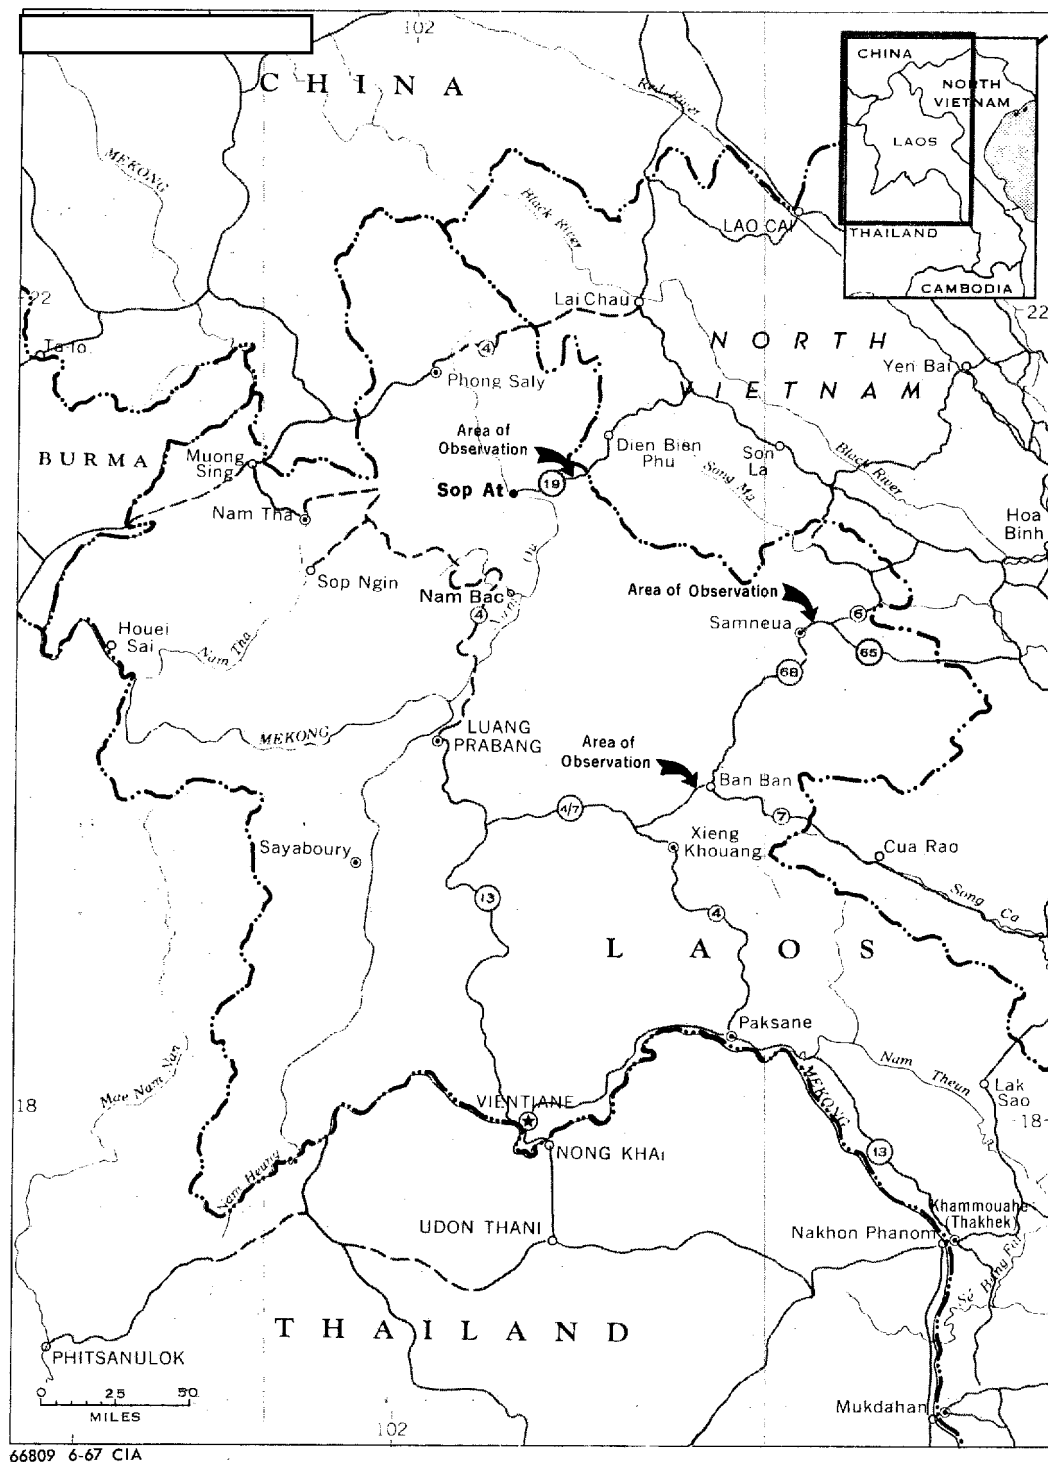 102
CHINA
Red River
CHINA
NORTH
VIETNAM
LAOS
THAILAND
CAMBODIA
MEKONG
Black River
LAO CAI
22
Lai Chau
22
Ta-lo
4
NORTH
VIETNAM
Yen Bai
Phong Saly
Area of
Observation
BURMA
Muong
Sing
Dien Bien
Phu
Son
La
Black River
Song Ma
19
Sop At
Nam Tha
Hoa
Binh
Sop Ngin
Nam Bac
Area of Observation
4
6
Samneua
Houei
Sai
Nam Tha
65
68
MEKONG
LUANG
PRABANG
Area of
Observation
Ban Ban
4/7
7
Xieng
Khouang
Sayaboury
Cua Rao
13
4
Song Ca
LAOS
Paksane
Nam
Theun
Mae Nam Nan
Lak
Sao
18
VIENTIANE
MEKONG
18
NONG KHAI
13
Nam Heung
Khammouane
(Thakhek)
UDON THANI
Nakhon Phanom
Sé Bang Fai
THAILAND
PHITSANULOK
0 25 50
MILES
Mukdahan
102
66809 6-67 CIA